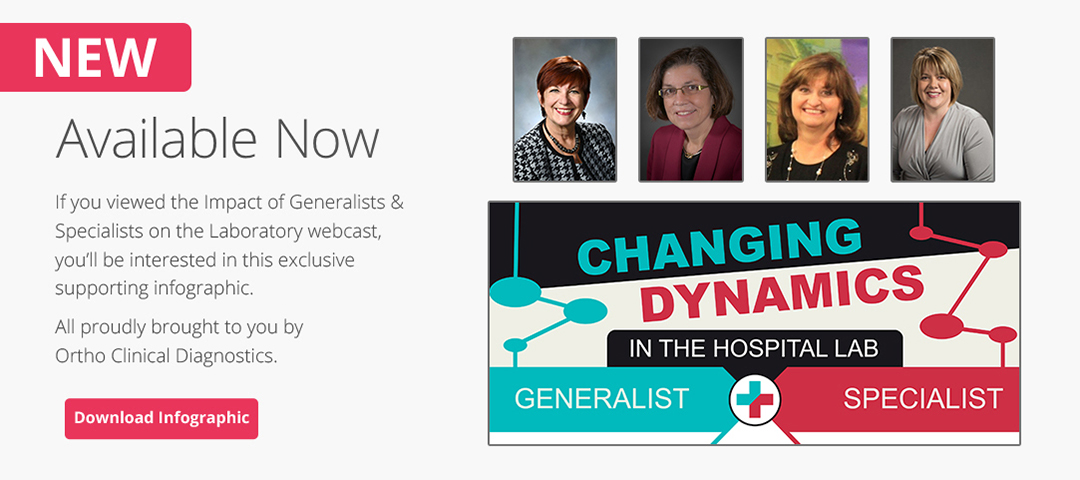 NEW
Available Now
If you viewed the Impact of Generalists &
Specialists on the Laboratory webcast,
you’ll be interested in this exclusive
supporting infographic.
All proudly brought to you by
Ortho Clinical Diagnostics.
Download Infographic
CHANGING
DYNAMICS
IN THE HOSPITAL LAB
GENERALIST
SPECIALIST